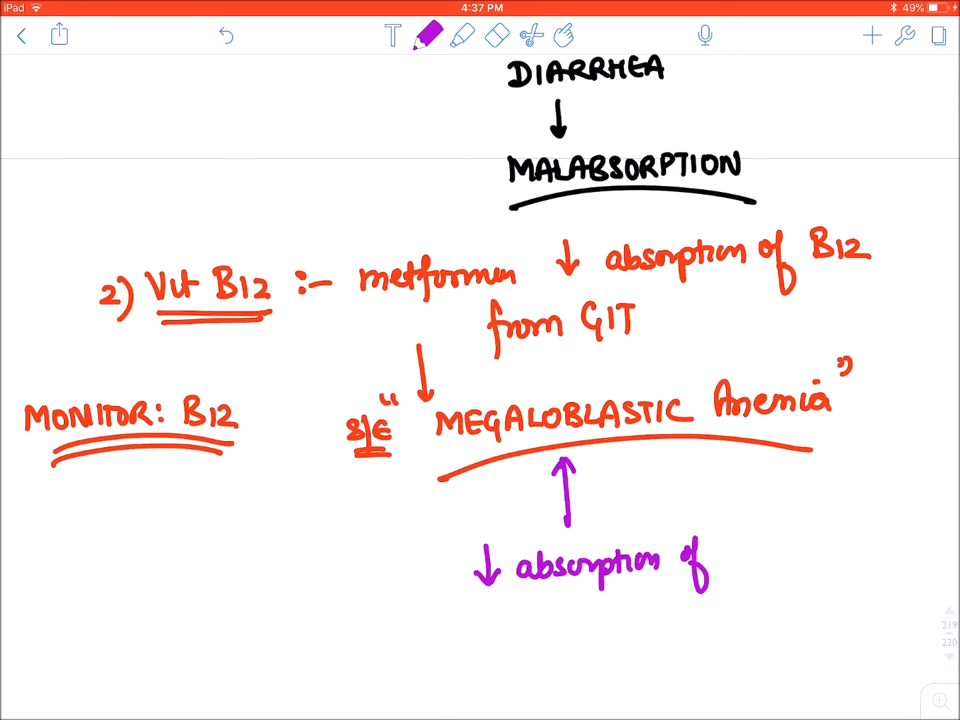 iPad 4:37 PM 49%
T
DIARRHEA
↓
MALABSORPTION
2) Vit B12 :- metformin ↓ absorption of B12
from GIT
↓
MONITOR: B12 S/E " MEGALOBLASTIC Anemia "
↑
↓ absorption of
219
220